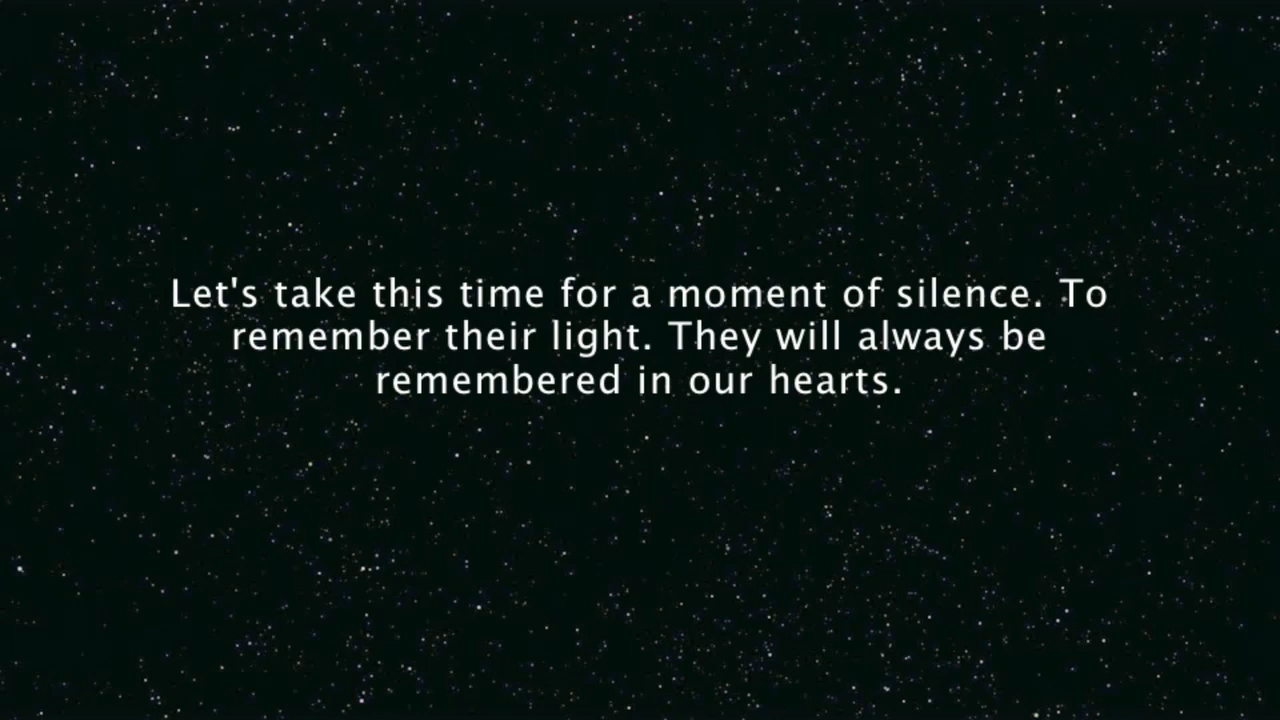 Let's take this time for a moment of silence. To
remember their light. They will always be
remembered in our hearts.